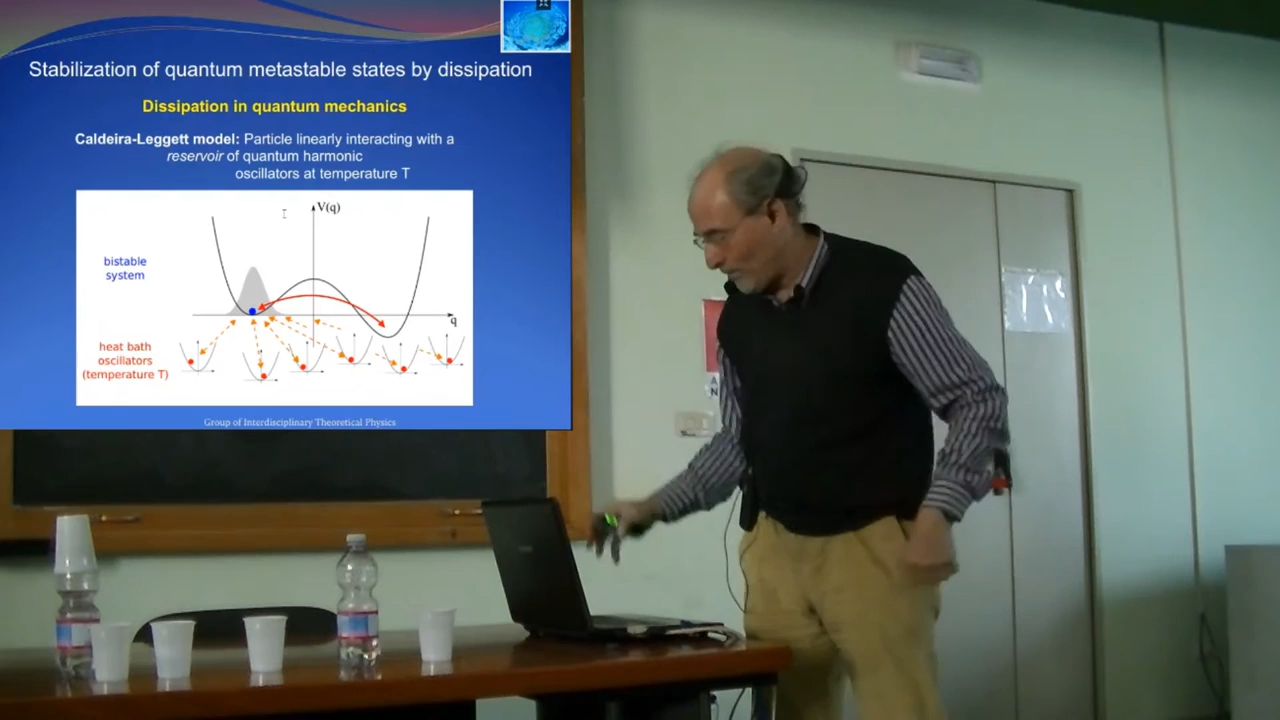 Stabilization of quantum metastable states by dissipation
Dissipation in quantum mechanics
Caldeira-Leggett model: Particle linearly interacting with a
reservoir of quantum harmonic
oscillators at temperature T
V(q)
bistable
system
q
heat bath
oscillators
(temperature T)
Group of Interdisciplinary Theoretical Physics